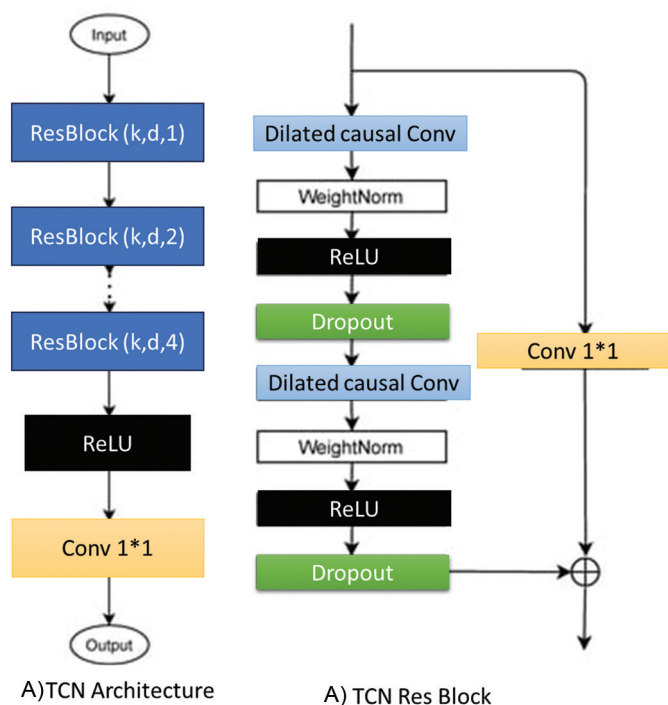 Input
ResBlock (k,d,1)
ResBlock (k,d,2)
ResBlock (k,d,4)
ReLU
Conv 1*1
Output
A)TCN Architecture
Dilated causal Conv
WeightNorm
ReLU
Dropout
Dilated causal Conv
WeightNorm
ReLU
Dropout
Conv 1*1
A) TCN Res Block